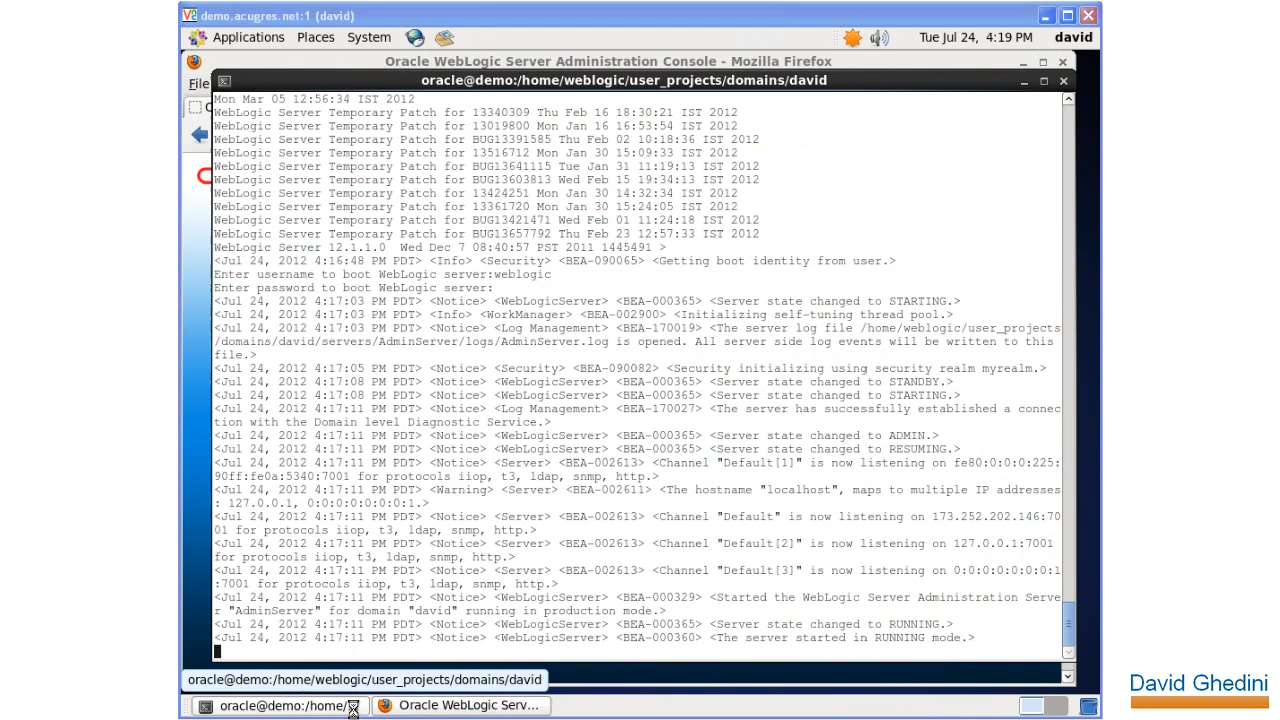 demo.acugres.net:1 (david)
Applications Places System Tue Jul 24, 4:19 PM david
Oracle WebLogic Server Administration Console - Mozilla Firefox
File
oracle@demo:/home/weblogic/user_projects/domains/david
Mon Mar 05 12:56:34 IST 2012
WebLogic Server Temporary Patch for 13340309 Thu Feb 16 18:30:21 IST 2012
WebLogic Server Temporary Patch for 13019800 Mon Jan 16 16:53:54 IST 2012
WebLogic Server Temporary Patch for BUG13391585 Thu Feb 02 10:18:36 IST 2012
WebLogic Server Temporary Patch for 13516712 Mon Jan 30 15:09:33 IST 2012
WebLogic Server Temporary Patch for BUG13641115 Tue Jan 31 11:19:13 IST 2012
WebLogic Server Temporary Patch for BUG13603813 Wed Feb 15 19:34:13 IST 2012
WebLogic Server Temporary Patch for 13424251 Mon Jan 30 14:32:34 IST 2012
WebLogic Server Temporary Patch for 13361720 Mon Jan 30 15:24:05 IST 2012
WebLogic Server Temporary Patch for BUG13421471 Wed Feb 01 11:24:18 IST 2012
WebLogic Server Temporary Patch for BUG13657792 Thu Feb 23 12:57:33 IST 2012
WebLogic Server 12.1.1.0  Wed Dec 7 08:40:57 PST 2011 1445491 >
<Jul 24, 2012 4:16:48 PM PDT> <Info> <Security> <BEA-090065> <Getting boot identity from user.>
Enter username to boot WebLogic server:weblogic
Enter password to boot WebLogic server:
<Jul 24, 2012 4:17:03 PM PDT> <Notice> <WebLogicServer> <BEA-000365> <Server state changed to STARTING.>
<Jul 24, 2012 4:17:03 PM PDT> <Info> <WorkManager> <BEA-002900> <Initializing self-tuning thread pool.>
<Jul 24, 2012 4:17:03 PM PDT> <Notice> <Log Management> <BEA-170019> <The server log file /home/weblogic/user_projects
/domains/david/servers/AdminServer/logs/AdminServer.log is opened. All server side log events will be written to this
file.>
<Jul 24, 2012 4:17:05 PM PDT> <Notice> <Security> <BEA-090082> <Security initializing using security realm myrealm.>
<Jul 24, 2012 4:17:08 PM PDT> <Notice> <WebLogicServer> <BEA-000365> <Server state changed to STANDBY.>
<Jul 24, 2012 4:17:08 PM PDT> <Notice> <WebLogicServer> <BEA-000365> <Server state changed to STARTING.>
<Jul 24, 2012 4:17:11 PM PDT> <Notice> <Log Management> <BEA-170027> <The server has successfully established a connec
tion with the Domain level Diagnostic Service.>
<Jul 24, 2012 4:17:11 PM PDT> <Notice> <WebLogicServer> <BEA-000365> <Server state changed to ADMIN.>
<Jul 24, 2012 4:17:11 PM PDT> <Notice> <WebLogicServer> <BEA-000365> <Server state changed to RESUMING.>
<Jul 24, 2012 4:17:11 PM PDT> <Notice> <Server> <BEA-002613> <Channel "Default[1]" is now listening on fe80:0:0:0:225:
90ff:fe0a:5340:7001 for protocols iiop, t3, ldap, snmp, http.>
<Jul 24, 2012 4:17:11 PM PDT> <Warning> <Server> <BEA-002611> <The hostname "localhost", maps to multiple IP addresses
: 127.0.0.1, 0:0:0:0:0:0:0:1.>
<Jul 24, 2012 4:17:11 PM PDT> <Notice> <Server> <BEA-002613> <Channel "Default" is now listening on 173.252.202.146:70
01 for protocols iiop, t3, ldap, snmp, http.>
<Jul 24, 2012 4:17:11 PM PDT> <Notice> <Server> <BEA-002613> <Channel "Default[2]" is now listening on 127.0.0.1:7001
for protocols iiop, t3, ldap, snmp, http.>
<Jul 24, 2012 4:17:11 PM PDT> <Notice> <Server> <BEA-002613> <Channel "Default[3]" is now listening on 0:0:0:0:0:0:0:1
:7001 for protocols iiop, t3, ldap, snmp, http.>
<Jul 24, 2012 4:17:11 PM PDT> <Notice> <WebLogicServer> <BEA-000329> <Started the WebLogic Server Administration Serve
r "AdminServer" for domain "david" running in production mode.>
<Jul 24, 2012 4:17:11 PM PDT> <Notice> <WebLogicServer> <BEA-000365> <Server state changed to RUNNING.>
<Jul 24, 2012 4:17:11 PM PDT> <Notice> <WebLogicServer> <BEA-000360> <The server started in RUNNING mode.>
oracle@demo:/home/weblogic/user_projects/domains/david
oracle@demo:/home/ Oracle WebLogic Serv...
David Ghedini